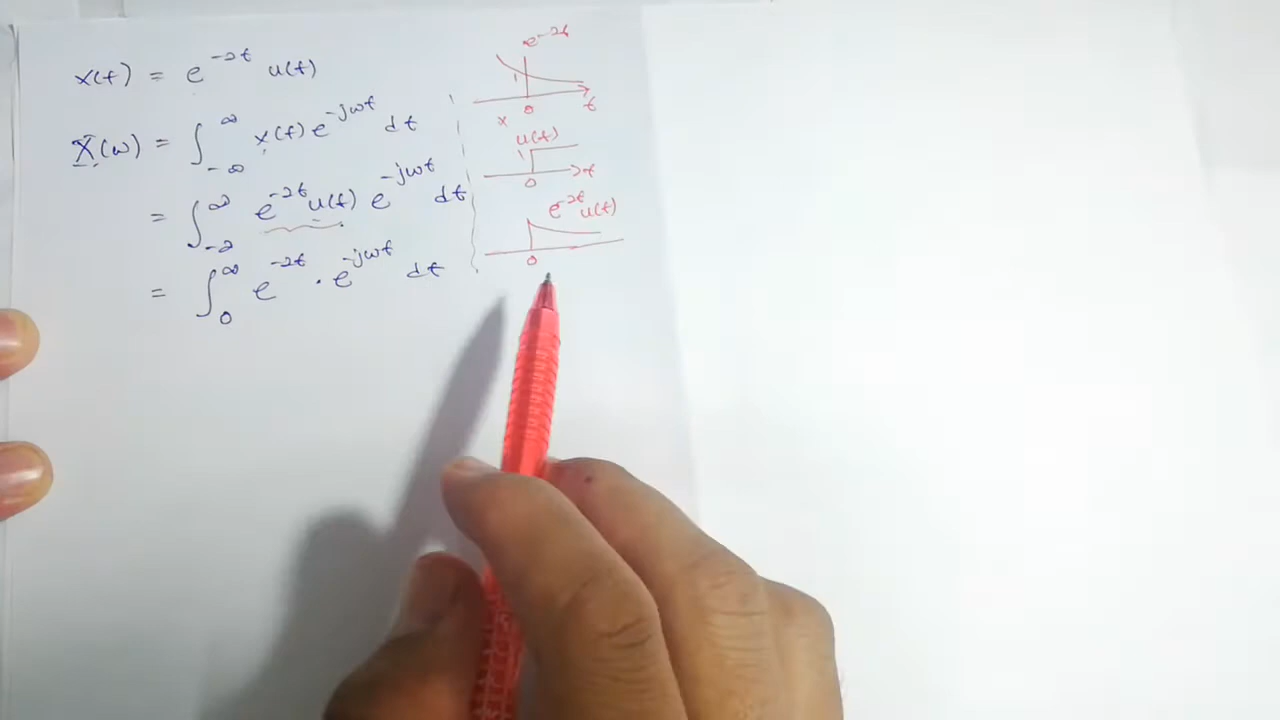 x(t) = e^{-2t} u(t)
X(ω) = ∫_{-∞}^{∞} x(t) e^{-jωt} dt
= ∫_{-∞}^{∞} e^{-2t} u(t) e^{-jωt} dt
= ∫_{0}^{∞} e^{-2t} · e^{-jωt} dt
e^{-2t}
1
0 t
x
u(t)
1
0 t
e^{-2t} u(t)
0